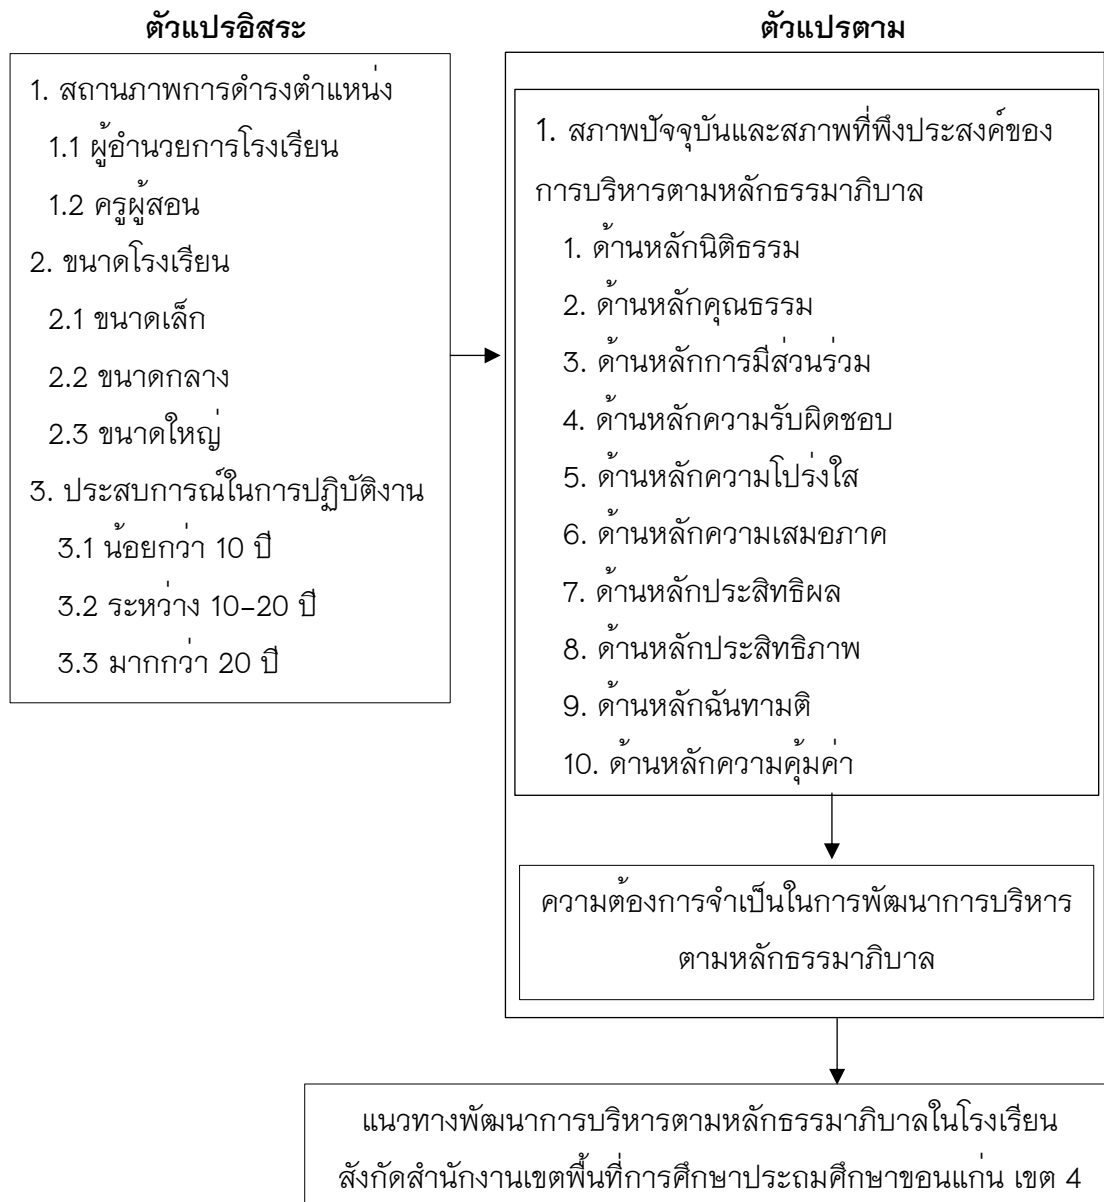 ตัวแปรอิสระ
1. สถานภาพการดำรงตำแหน่ง
1.1 ผู้อำนวยการโรงเรียน
1.2 ครูผู้สอน
2. ขนาดโรงเรียน
2.1 ขนาดเล็ก
2.2 ขนาดกลาง
2.3 ขนาดใหญ่
3. ประสบการณ์ในการปฏิบัติงาน
3.1 น้อยกว่า 10 ปี
3.2 ระหว่าง 10-20 ปี
3.3 มากกว่า 20 ปี
ตัวแปรตาม
1. สภาพปัจจุบันและสภาพที่พึงประสงค์ของ
การบริหารตามหลักธรรมาภิบาล
1. ด้านหลักนิติธรรม
2. ด้านหลักคุณธรรม
3. ด้านหลักการมีส่วนร่วม
4. ด้านหลักความรับผิดชอบ
5. ด้านหลักความโปร่งใส
6. ด้านหลักความเสมอภาค
7. ด้านหลักประสิทธิผล
8. ด้านหลักประสิทธิภาพ
9. ด้านหลักฉันทามติ
10. ด้านหลักความคุ้มค่า
ความต้องการจำเป็นในการพัฒนาการบริหาร
ตามหลักธรรมาภิบาล
แนวทางพัฒนาการบริหารตามหลักธรรมาภิบาลในโรงเรียน
สังกัดสำนักงานเขตพื้นที่การศึกษาประถมศึกษาขอนแก่น เขต 4